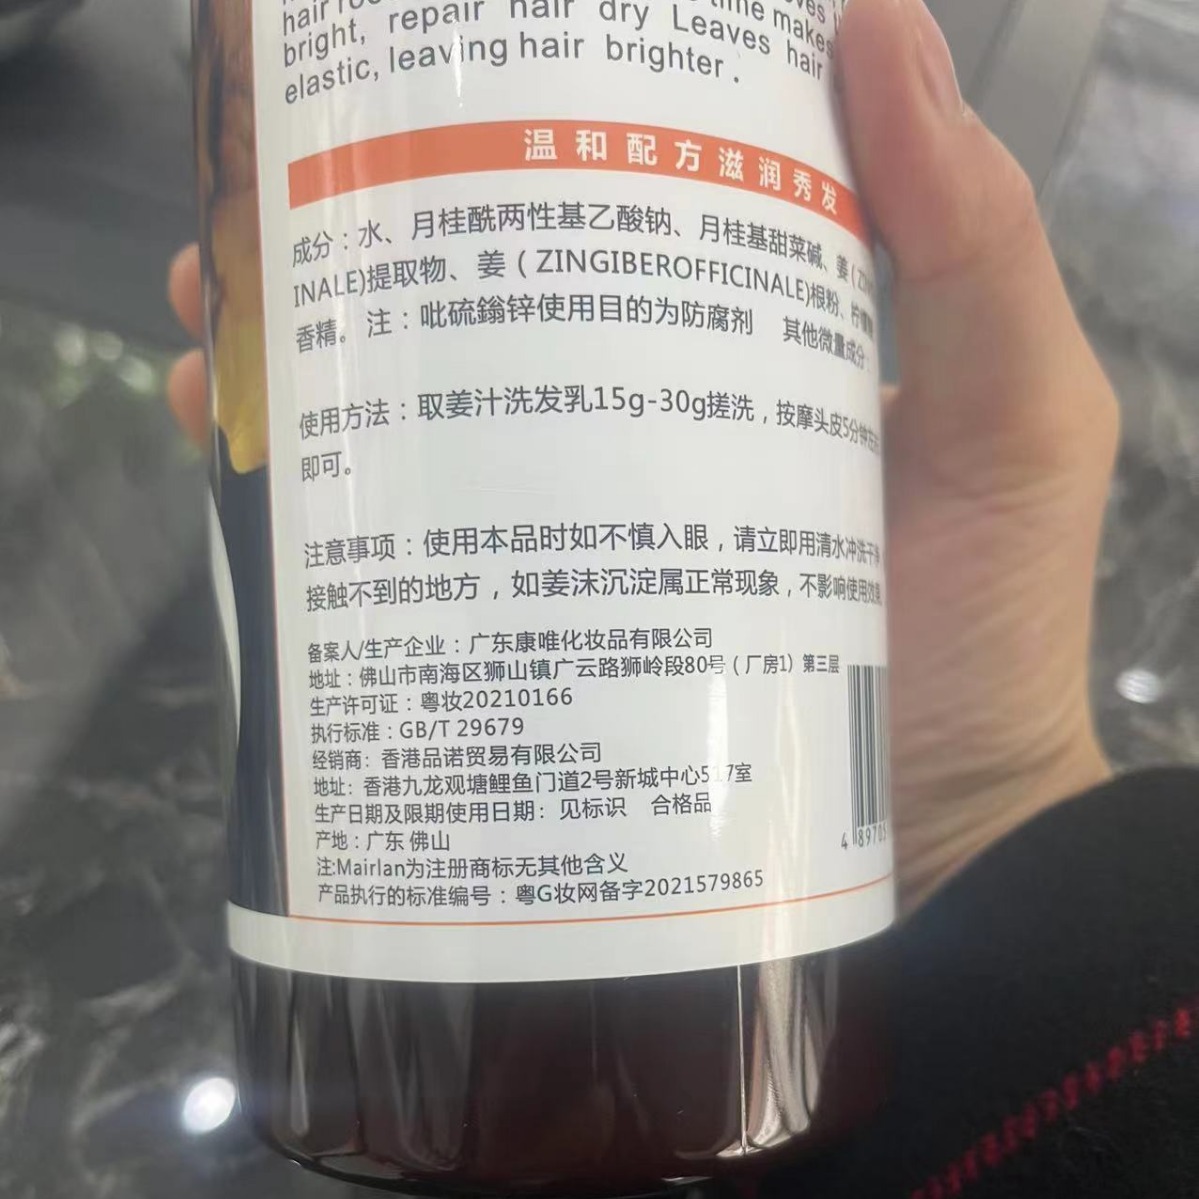 hair
bright, repair hair dry Leaves hair
elastic, leaving hair brighter .
温和配方滋润秀发
成分：水、月桂酰两性基乙酸钠、月桂基甜菜碱、姜
INALE)提取物、姜（ZINGIBEROFFICINALE)根粉、柠檬酸
香精。 注：吡硫鎓锌使用目的为防腐剂 其他微量成分：
使用方法：取姜汁洗发乳15g-30g搓洗，按摩头皮5分钟
即可。
注意事项：使用本品时如不慎入眼，请立即用清水冲洗干净
接触不到的地方，如姜沫沉淀属正常现象，不影响使用效果
备案人/生产企业：广东康唯化妆品有限公司
地址：佛山市南海区狮山镇广云路狮岭段80号（厂房1）第三层
生产许可证：粤妆20210166
执行标准：GB/T 29679
经销商：香港品诺贸易有限公司
地址：香港九龙观塘鲤鱼门道2号新城中心517室
生产日期及限期使用日期：见标识 合格品
产地：广东 佛山
注:Mairlan为注册商标无其他含义
产品执行的标准编号：粤G妆网备字2021579865
4 89705